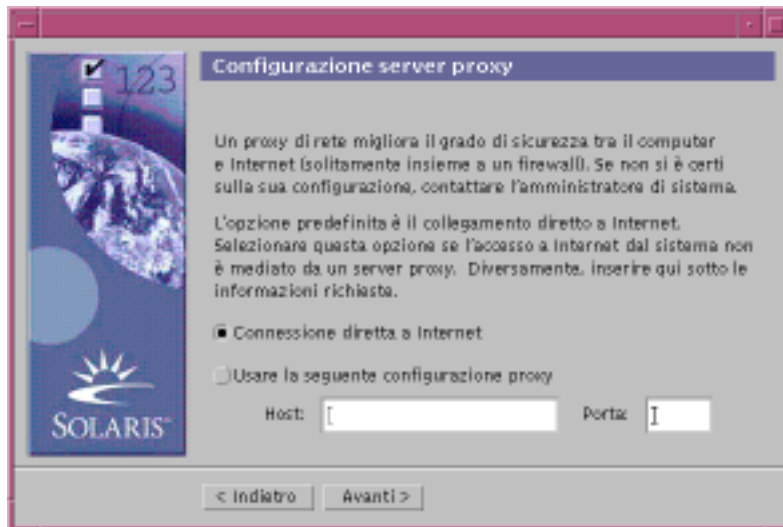 123
Configurazione server proxy
Un proxy di rete migliora il grado di sicurezza tra il computer
e Internet (solitamente insieme a un firewall). Se non si è certi
sulla sua configurazione, contattare l'amministratore di sistema.
L'opzione predefinita è il collegamento diretto a Internet.
Selezionare questa opzione se l'accesso a Internet dal sistema non
è mediato da un server proxy. Diversamente, inserire qui sotto le
informazioni richieste.
Connessione diretta a Internet
Usare la seguente configurazione proxy
Host: Porta:
SOLARIS™
< Indietro Avanti >